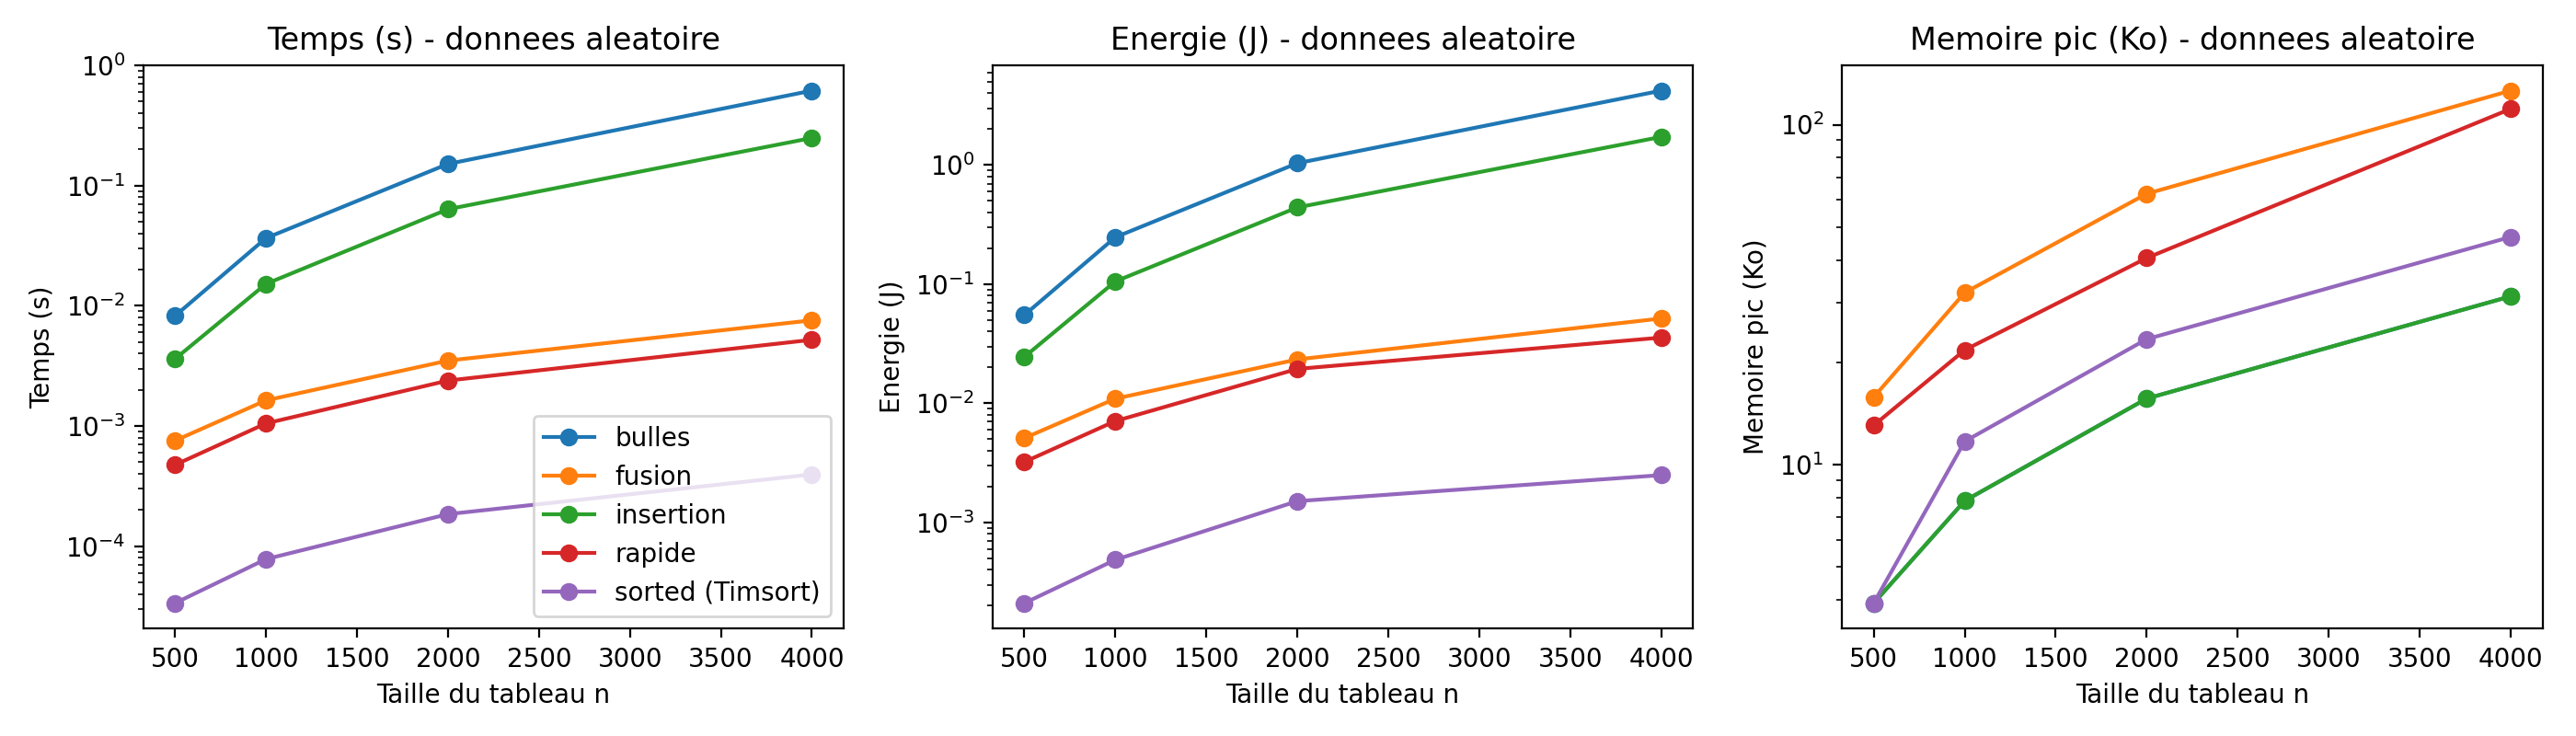 Temps (s) - donnees aleatoire
10^0
10^-1
10^-2
10^-3
10^-4
Temps (s)
bulles
fusion
insertion
rapide
sorted (Timsort)
500 1000 1500 2000 2500 3000 3500 4000
Taille du tableau n
Energie (J) - donnees aleatoire
10^0
10^-1
10^-2
10^-3
Energie (J)
500 1000 1500 2000 2500 3000 3500 4000
Taille du tableau n
Memoire pic (Ko) - donnees aleatoire
10^2
10^1
Memoire pic (Ko)
500 1000 1500 2000 2500 3000 3500 4000
Taille du tableau n